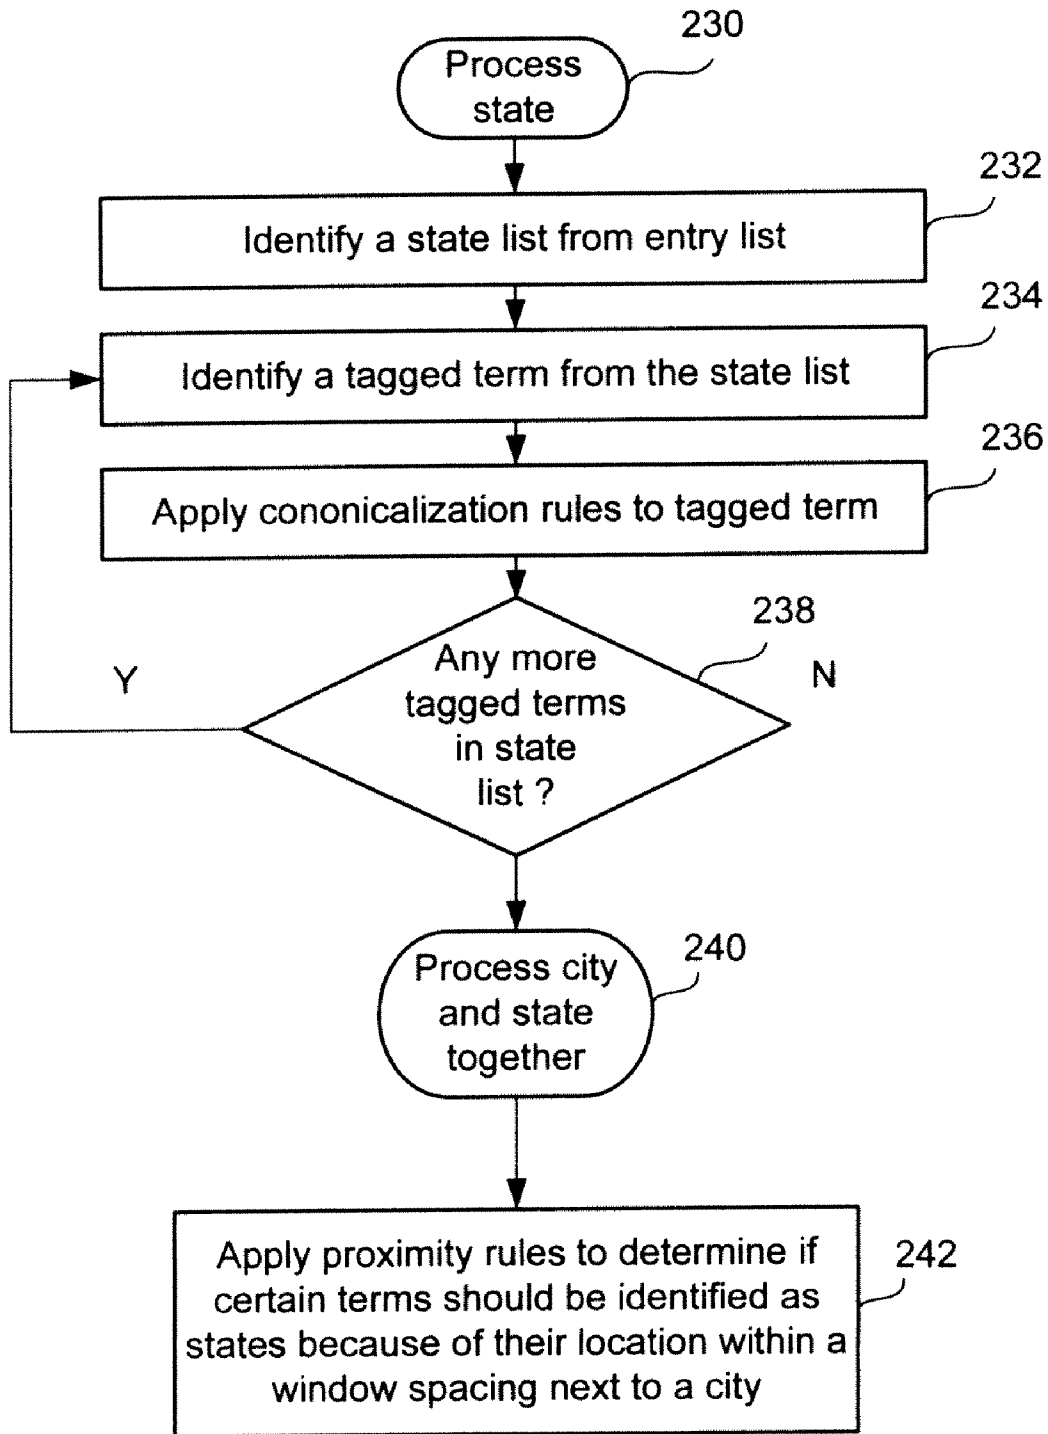 230
Process
state
232
Identify a state list from entry list
234
Identify a tagged term from the state list
236
Apply cononicalization rules to tagged term
238
Any more
tagged terms
in state
list ?
Y
N
240
Process city
and state
together
242
Apply proximity rules to determine if
certain terms should be identified as
states because of their location within a
window spacing next to a city